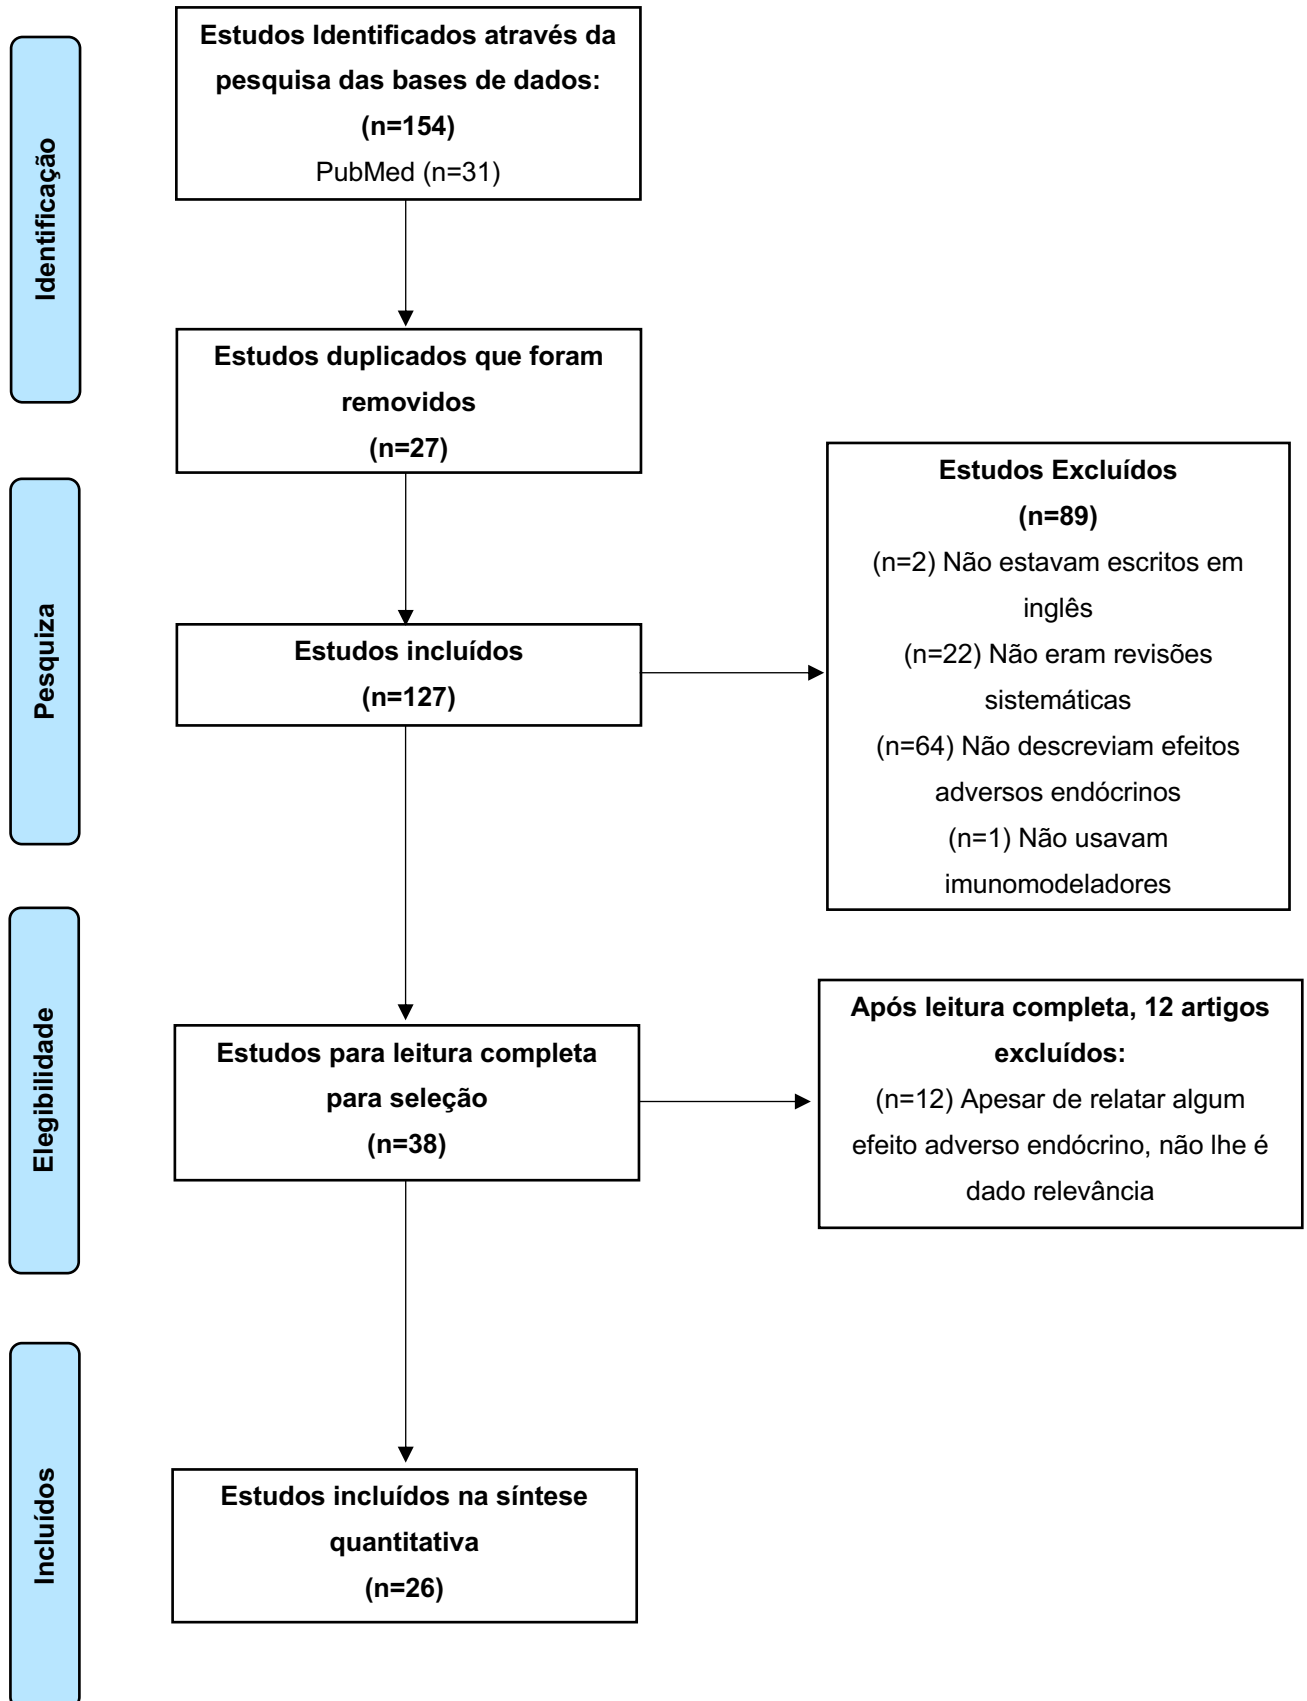 Identificação
Estudos Identificados através da
pesquisa das bases de dados:
(n=154)
PubMed (n=31)
Estudos duplicados que foram
removidos
(n=27)
Pesquiza
Estudos incluídos
(n=127)
Estudos Excluídos
(n=89)
(n=2) Não estavam escritos em
inglês
(n=22) Não eram revisões
sistemáticas
(n=64) Não descreviam efeitos
adversos endócrinos
(n=1) Não usavam
imunomodeladores
Elegibilidade
Estudos para leitura completa
para seleção
(n=38)
Após leitura completa, 12 artigos
excluídos:
(n=12) Apesar de relatar algum
efeito adverso endócrino, não lhe é
dado relevância
Incluídos
Estudos incluídos na síntese
quantitativa
(n=26)